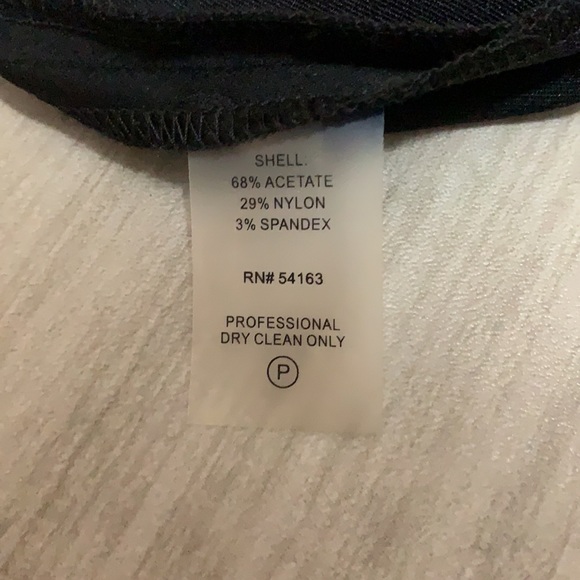 SHELL:
68% ACETATE
29% NYLON
3% SPANDEX
RN# 54163
PROFESSIONAL
DRY CLEAN ONLY
P